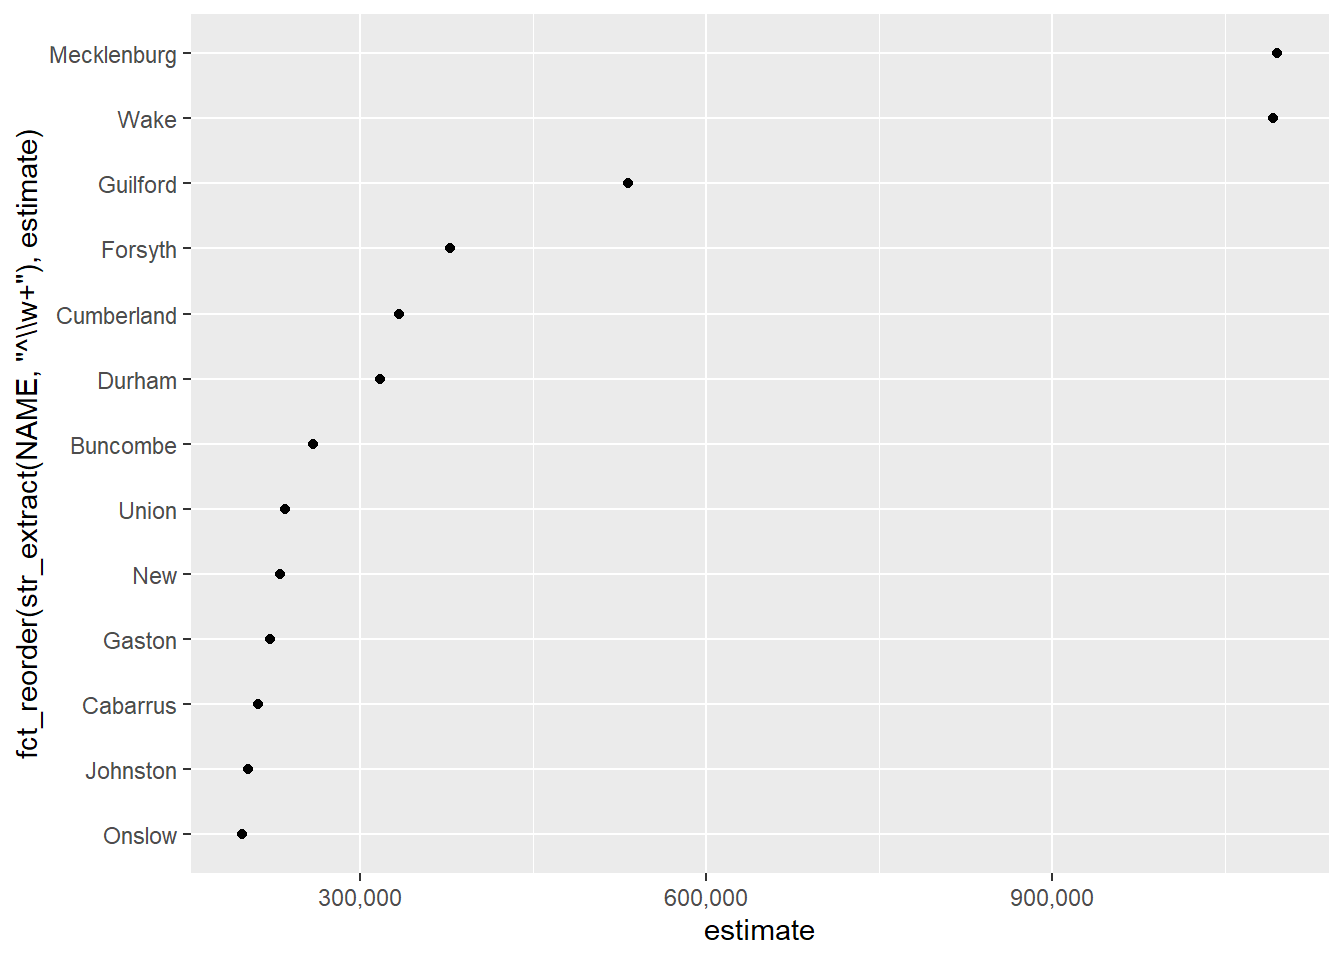 fct_reorder(str_extract(NAME, "^\\w+"), estimate)
Mecklenburg
Wake
Guilford
Forsyth
Cumberland
Durham
Buncombe
Union
New
Gaston
Cabarrus
Johnston
Onslow
300,000
600,000
900,000
estimate